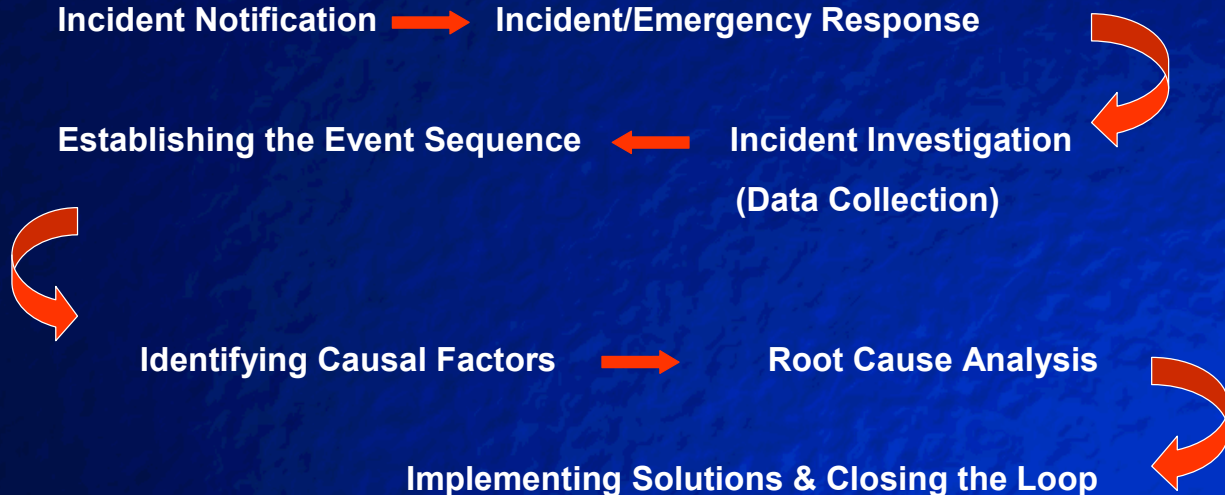 Incident Notification Incident/Emergency Response
Establishing the Event Sequence Incident Investigation
(Data Collection)
Identifying Causal Factors Root Cause Analysis
Implementing Solutions & Closing the Loop